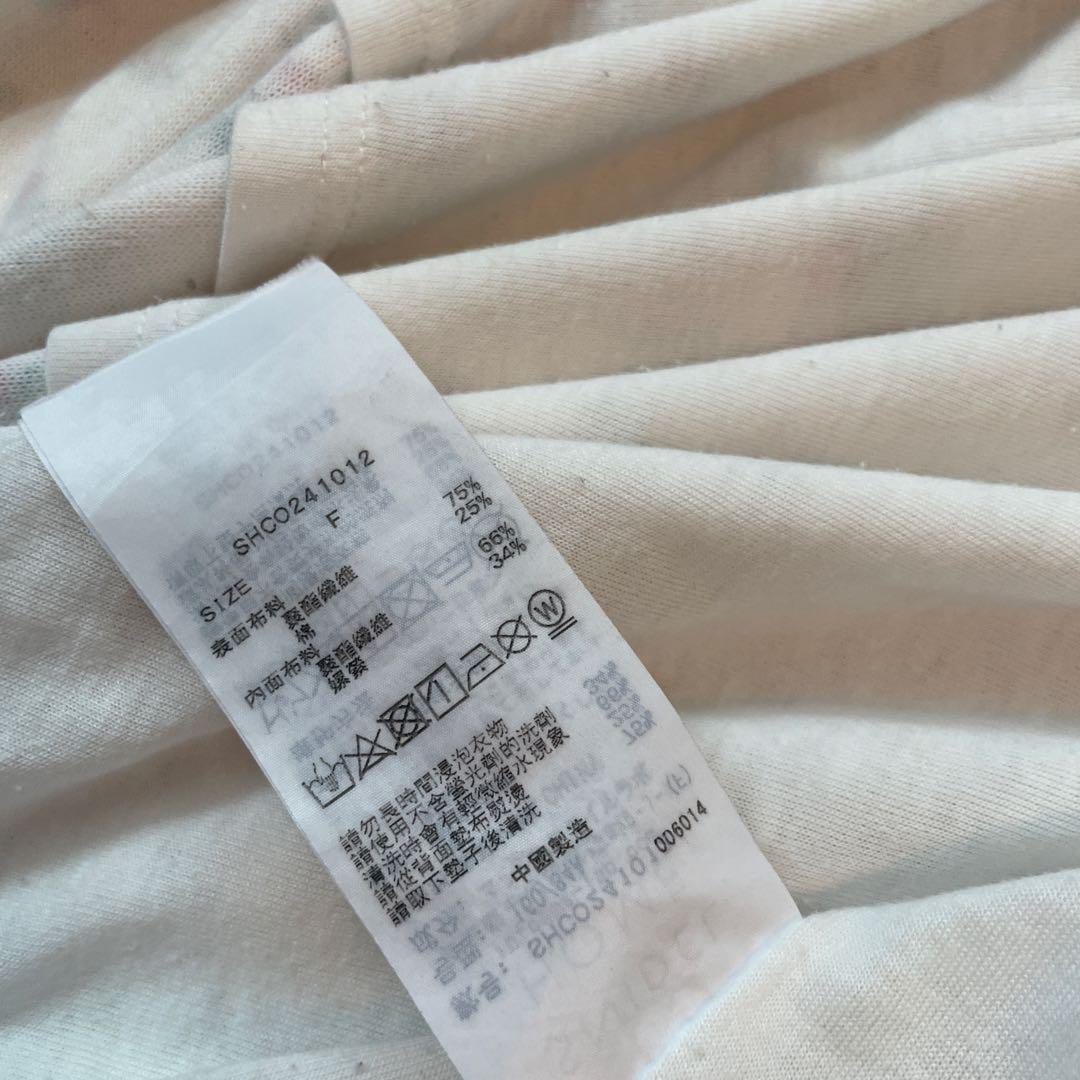 SHCO241012
SIZE F
表面布料 聚酯纖維 75%
棉 25%
內面布料 聚酯纖維 66%
嫘縈 34%
W
請勿長時間浸泡衣物
請使用不含螢光劑的洗劑
清洗時會有輕微縮水現象
請從背面墊布熨燙
請取下墊子後清洗
中國製造
006014